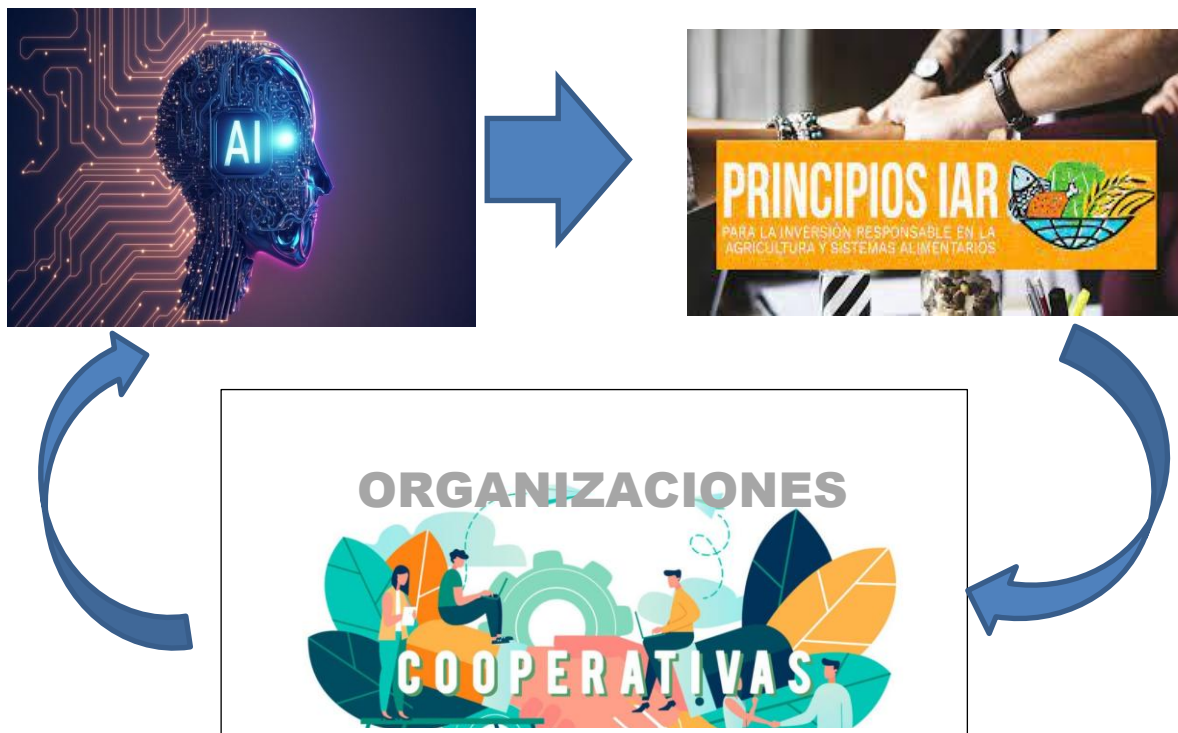 AI
PRINCIPIOS IAR
PARA LA INVERSIÓN RESPONSABLE EN LA
AGRICULTURA Y SISTEMAS ALIMENTARIOS
ORGANIZACIONES
COOPERATIVAS